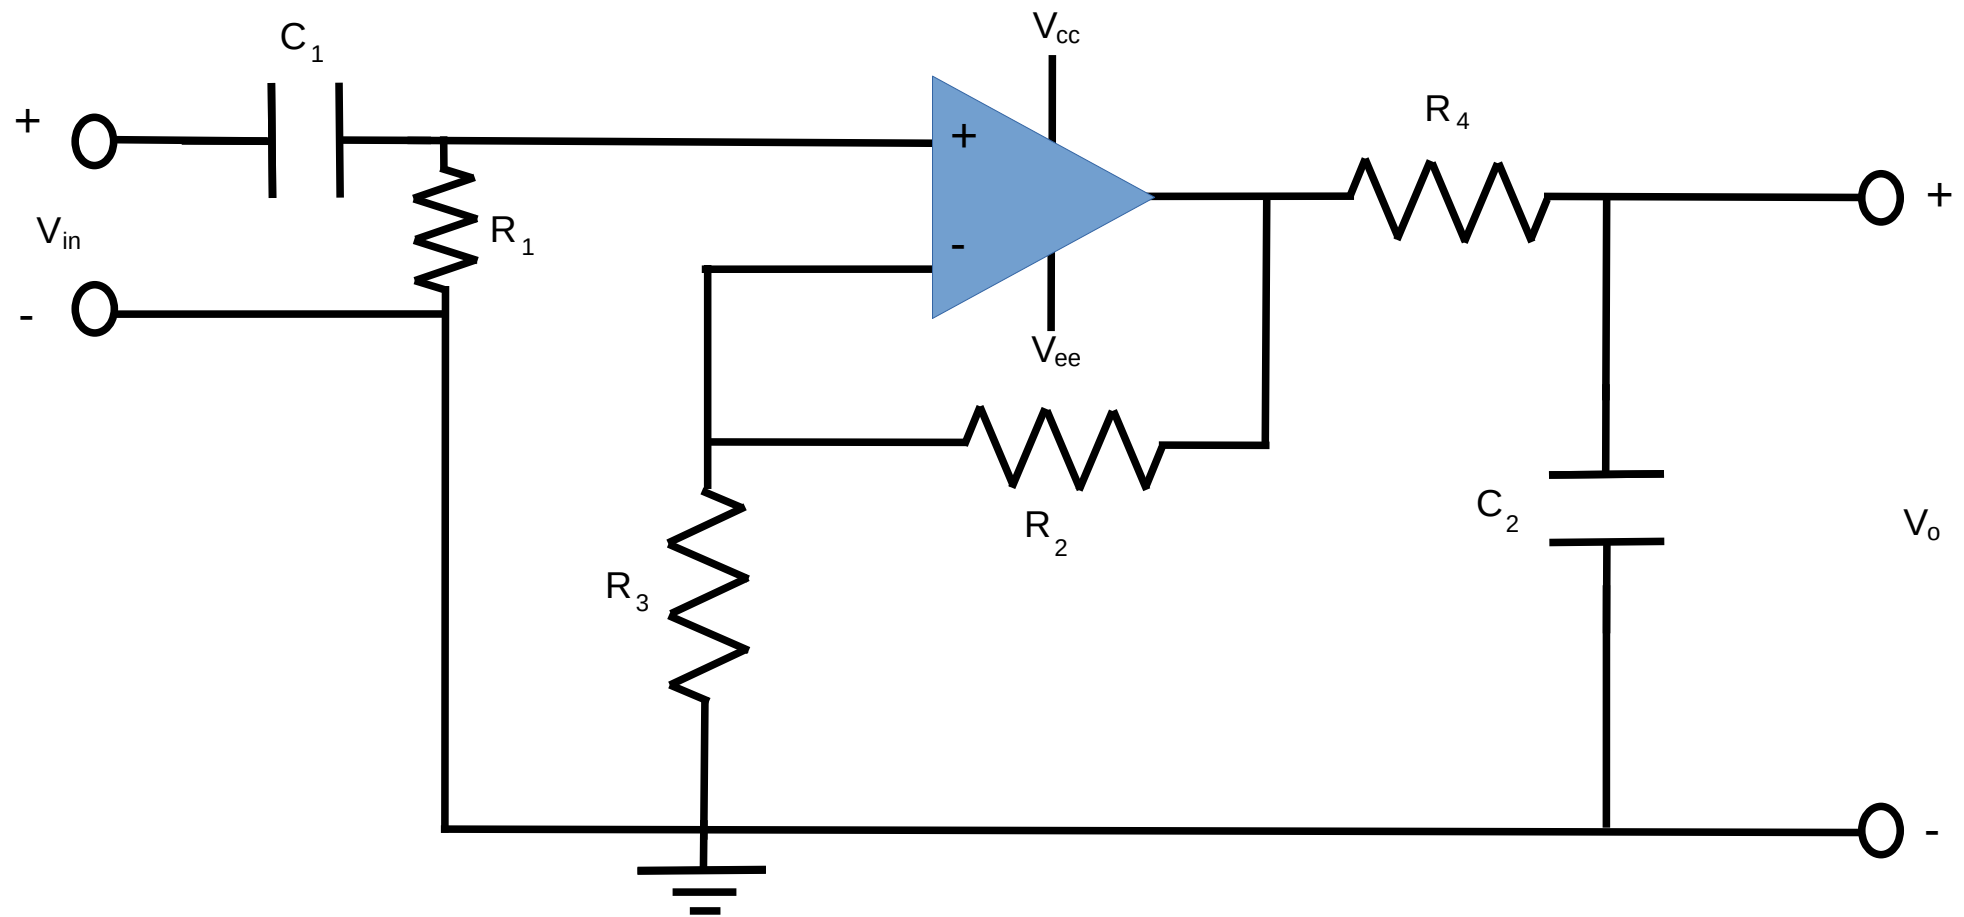 C1
Vcc
+
R4
+
+
Vin
R1
-
-
Vee
C2
Vo
R2
R3
-